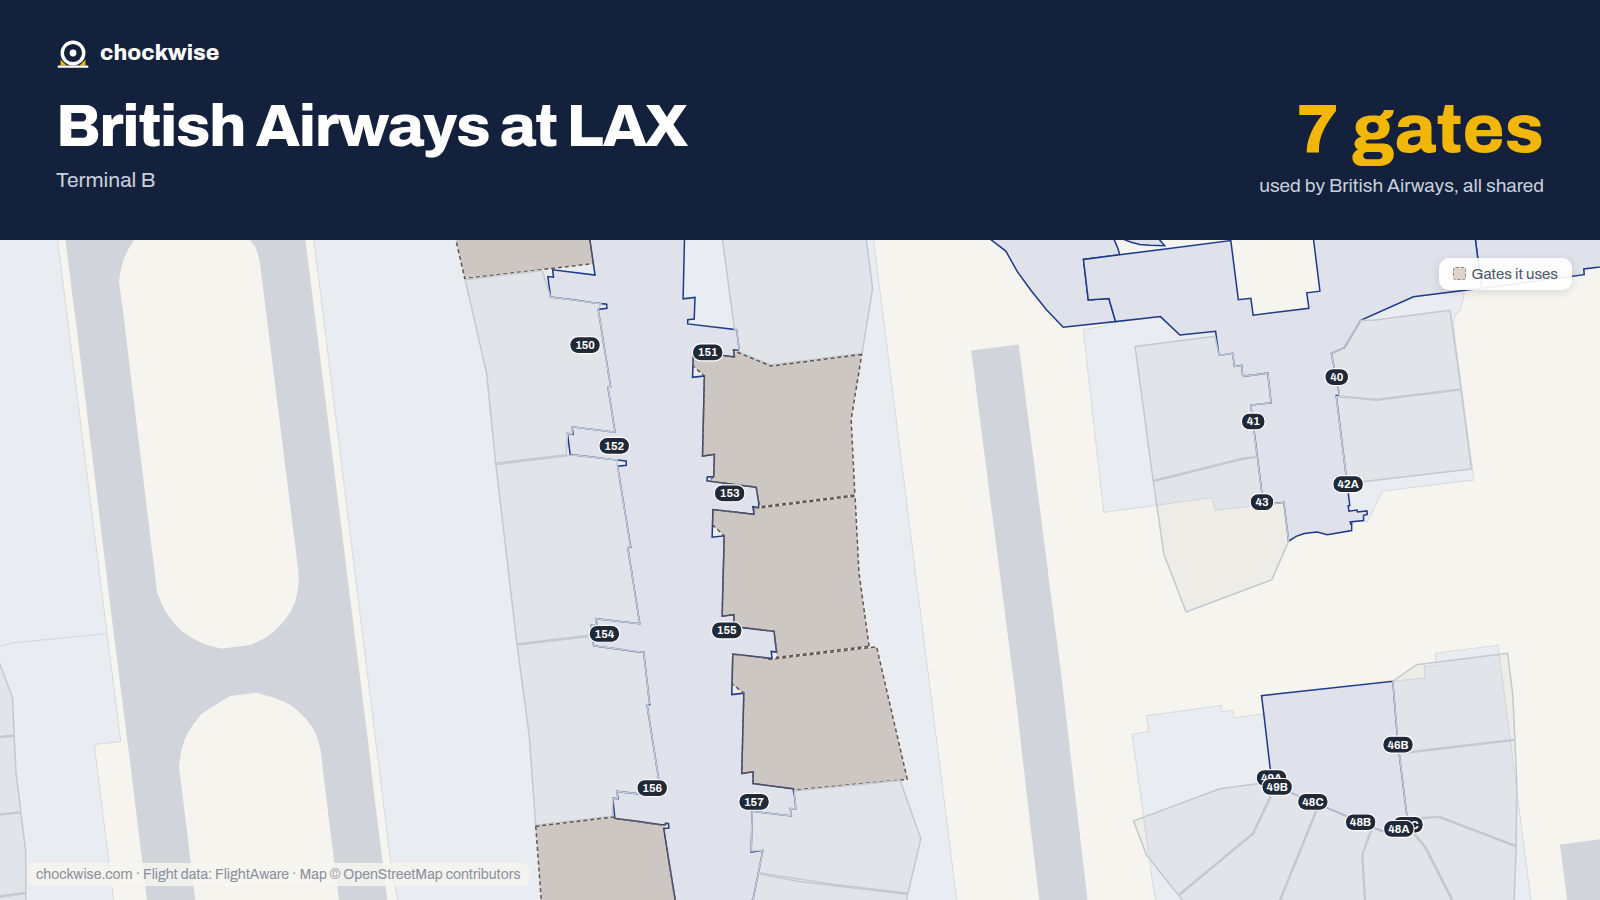 chockwise
British Airways at LAX
Terminal B
7 gates
used by British Airways, all shared
Gates it uses
150
151
152
153
154
155
156
157
40
41
42A
43
46B
49A
49B
48C
48B
48A
chockwise.com · Flight data: FlightAware · Map © OpenStreetMap contributors